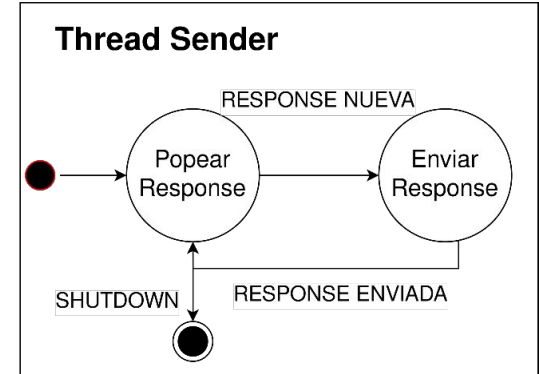 Thread Sender
RESPONSE NUEVA
Popear
Response
Enviar
Response
SHUTDOWN
RESPONSE ENVIADA